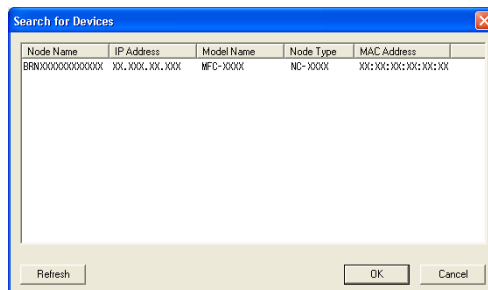 Search for Devices
Node Name IP Address Model Name Node Type MAC Address
BRNXXXXXXXXXXXX XX.XXX.XX.XXX MFC-XXXX NC-XXXX XX:XX:XX:XX:XX:XX
Refresh OK Cancel